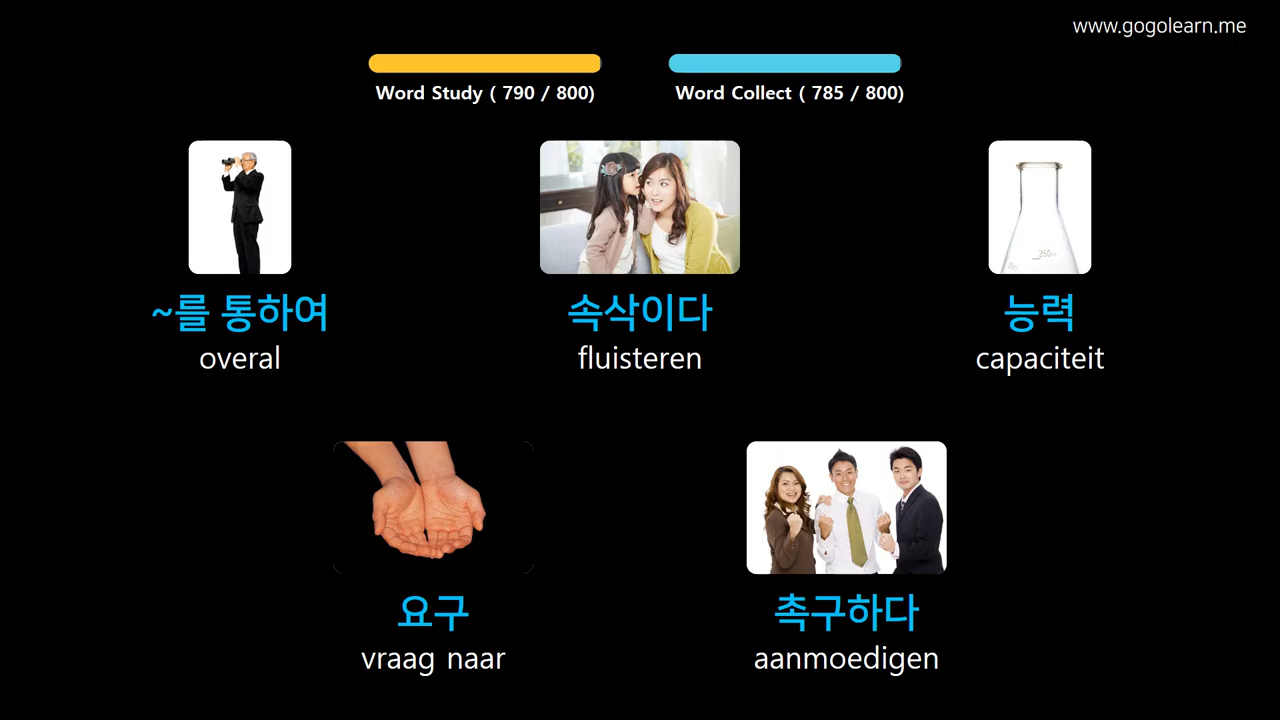 www.gogolearn.me
Word Study ( 790 / 800)
Word Collect ( 785 / 800)
~를 통하여
overal
속삭이다
fluisteren
능력
capaciteit
요구
vraag naar
촉구하다
aanmoedigen